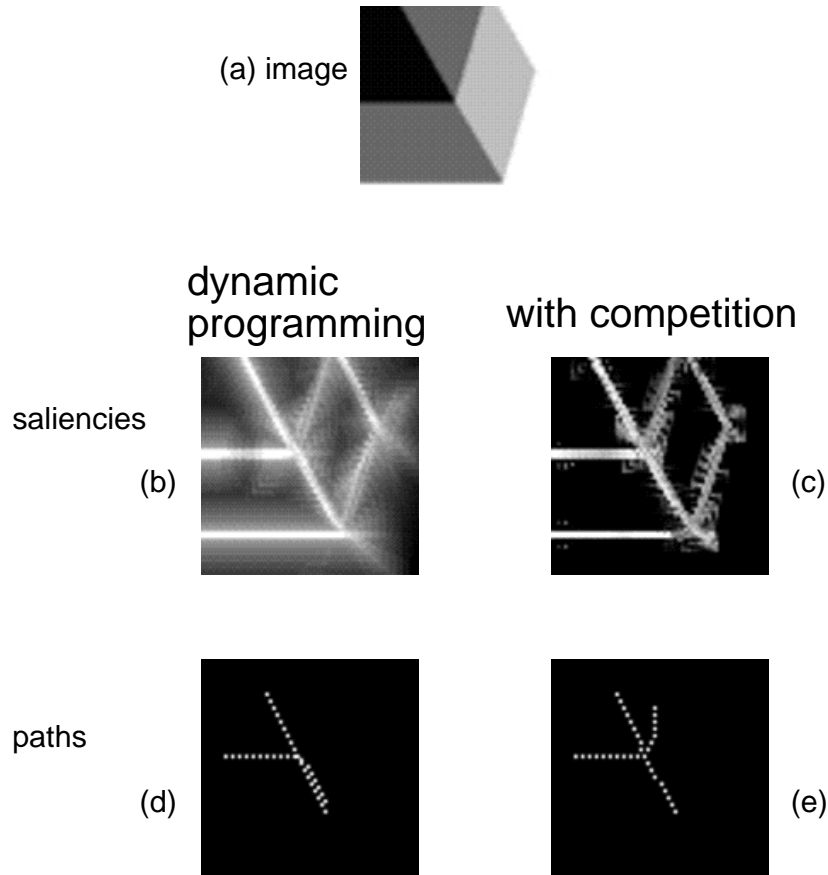 (a) image
dynamic
programming
with competition
saliencies
(b)
(c)
paths
(d)
(e)